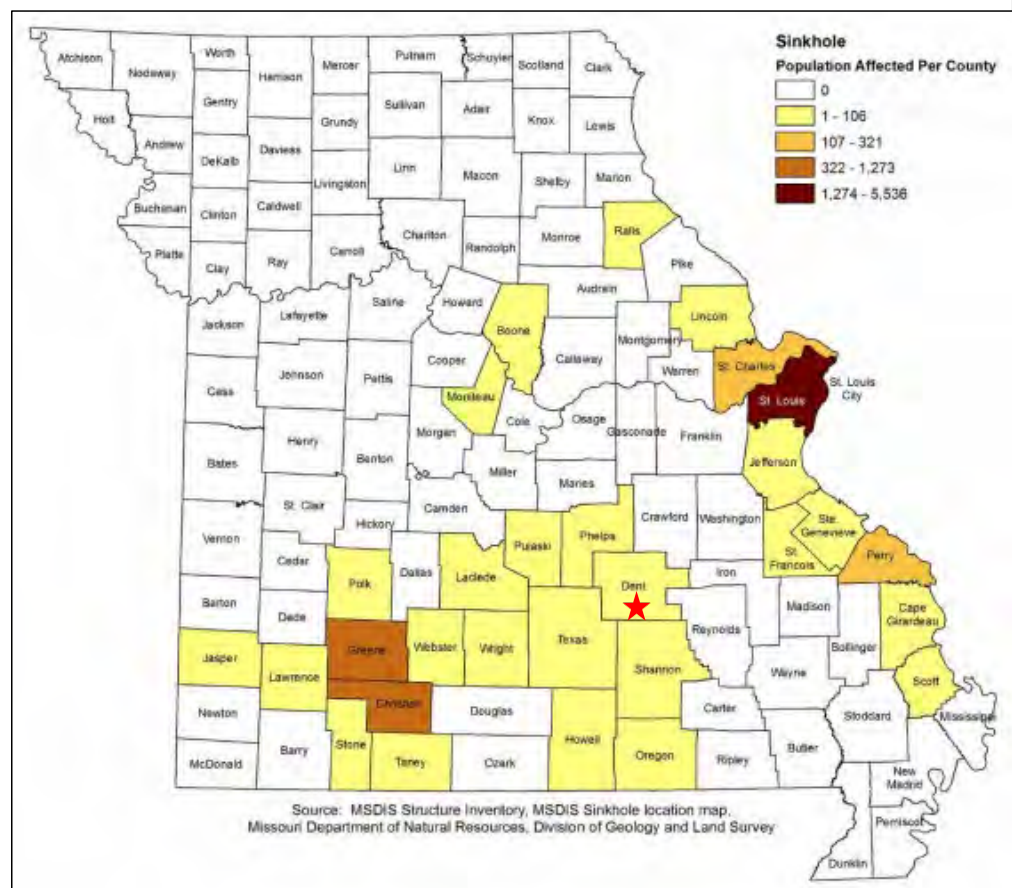 Sinkhole
Population Affected Per County
0
1 - 106
107 - 321
322 - 1,273
1,274 - 5,536
Atchison
Nodaway
Worth
Harrison
Mercer
Putnam
Schuyler
Scotland
Clark
Gentry
Sullivan
Adair
Knox
Lewis
Holt
Grundy
Andrew
DeKalb
Daviess
Linn
Macon
Shelby
Marion
Livingston
Buchanan
Clinton
Caldwell
Chariton
Randolph
Monroe
Ralls
Platte
Clay
Ray
Carroll
Pike
Audrain
Saline
Howard
Lafayette
Jackson
Boone
Lincoln
Montgomery
Callaway
Cooper
Johnson
Pettis
Warren
St. Charles
St. Louis
City
Cass
Moniteau
St. Louis
Cole
Osage
Gasconade
Franklin
Morgan
Henry
Benton
Bates
Miller
Jefferson
Maries
St. Clair
Camden
Crawford
Washington
Hickory
Vernon
Phelps
Pulaski
Ste.
Genevieve
St.
Francois
Perry
Cedar
Dallas
Laclede
Polk
Dent
Iron
Barton
Dade
Madison
Cape
Girardeau
Reynolds
Bollinger
Jasper
Greene
Webster
Wright
Texas
Shannon
Wayne
Lawrence
Scott
Christian
Newton
Douglas
Carter
Stoddard
Mississippi
Howell
Stone
Barry
Oregon
Butler
McDonald
Taney
Ozark
Ripley
New
Madrid
Pemiscot
Dunklin
Source: MSDIS Structure Inventory, MSDIS Sinkhole location map,
Missouri Department of Natural Resources, Division of Geology and Land Survey